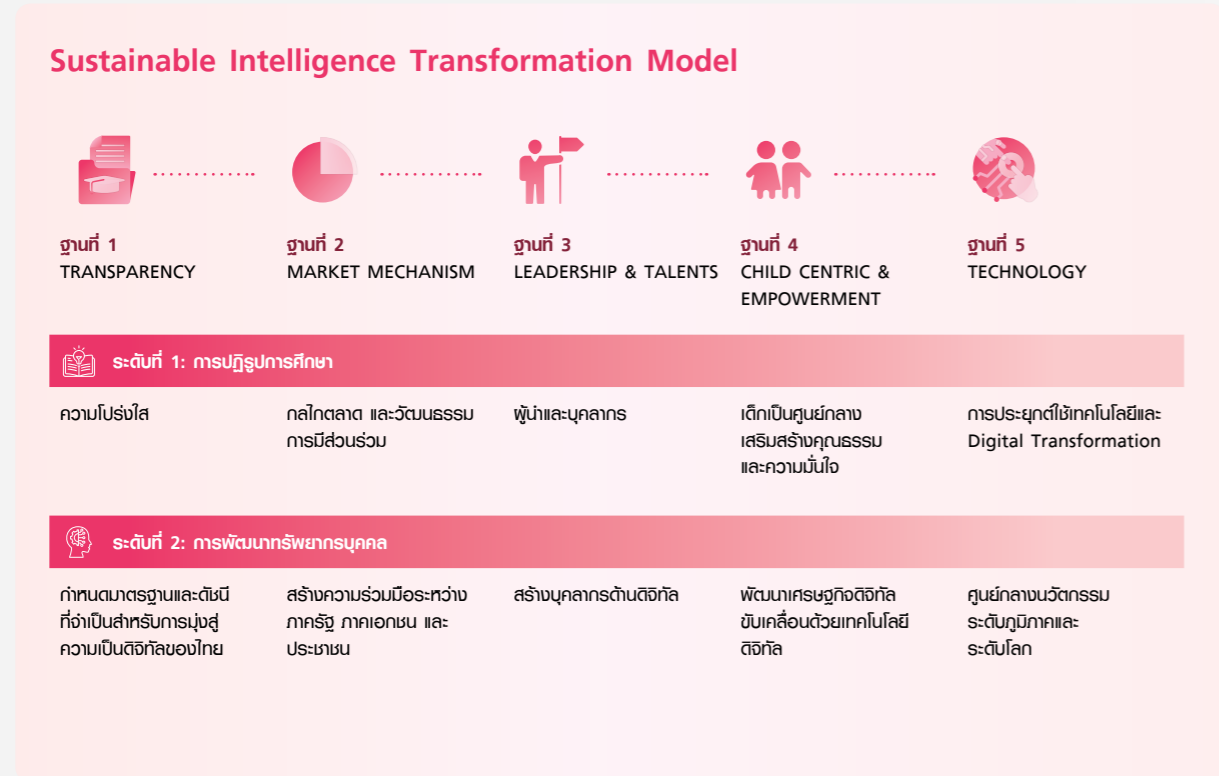 Sustainable Intelligence Transformation Model
ฐานที่ 1
TRANSPARENCY
ฐานที่ 2
MARKET MECHANISM
ฐานที่ 3
LEADERSHIP & TALENTS
ฐานที่ 4
CHILD CENTRIC &
EMPOWERMENT
ฐานที่ 5
TECHNOLOGY
ระดับที่ 1: การปฏิรูปการศึกษา
ความโปร่งใส
กลไกตลาด และวัฒนธรรม
การมีส่วนร่วม
ผู้นำและบุคลากร
เด็กเป็นศูนย์กลาง
เสริมสร้างคุณธรรม
และความมั่นใจ
การประยุกต์ใช้เทคโนโลยีและ
Digital Transformation
ระดับที่ 2: การพัฒนาทรัพยากรบุคคล
กำหนดมาตรฐานและดัชนี
ที่จำเป็นสำหรับการมุ่งสู่
ความเป็นดิจิทัลของไทย
สร้างความร่วมมือระหว่าง
ภาครัฐ ภาคเอกชน และ
ประชาชน
สร้างบุคลากรด้านดิจิทัล
พัฒนาเศรษฐกิจดิจิทัล
ขับเคลื่อนด้วยเทคโนโลยี
ดิจิทัล
ศูนย์กลางนวัตกรรม
ระดับภูมิภาคและ
ระดับโลก